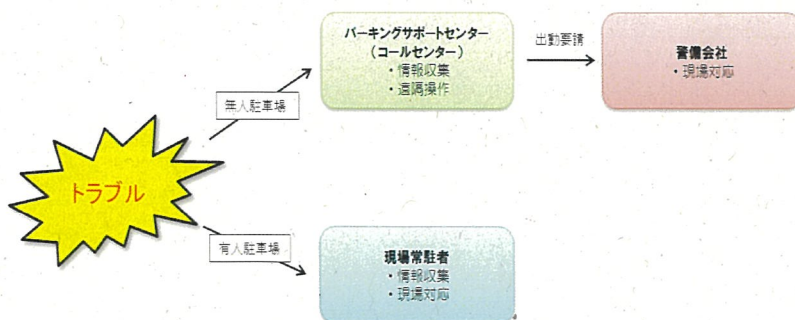 パーキングサポートセンター
(コールセンター)
・情報収集
・遠隔操作
出動要請
警備会社
・現場対応
無人駐車場
トラブル
有人駐車場
現場常駐者
・情報収集
・現場対応